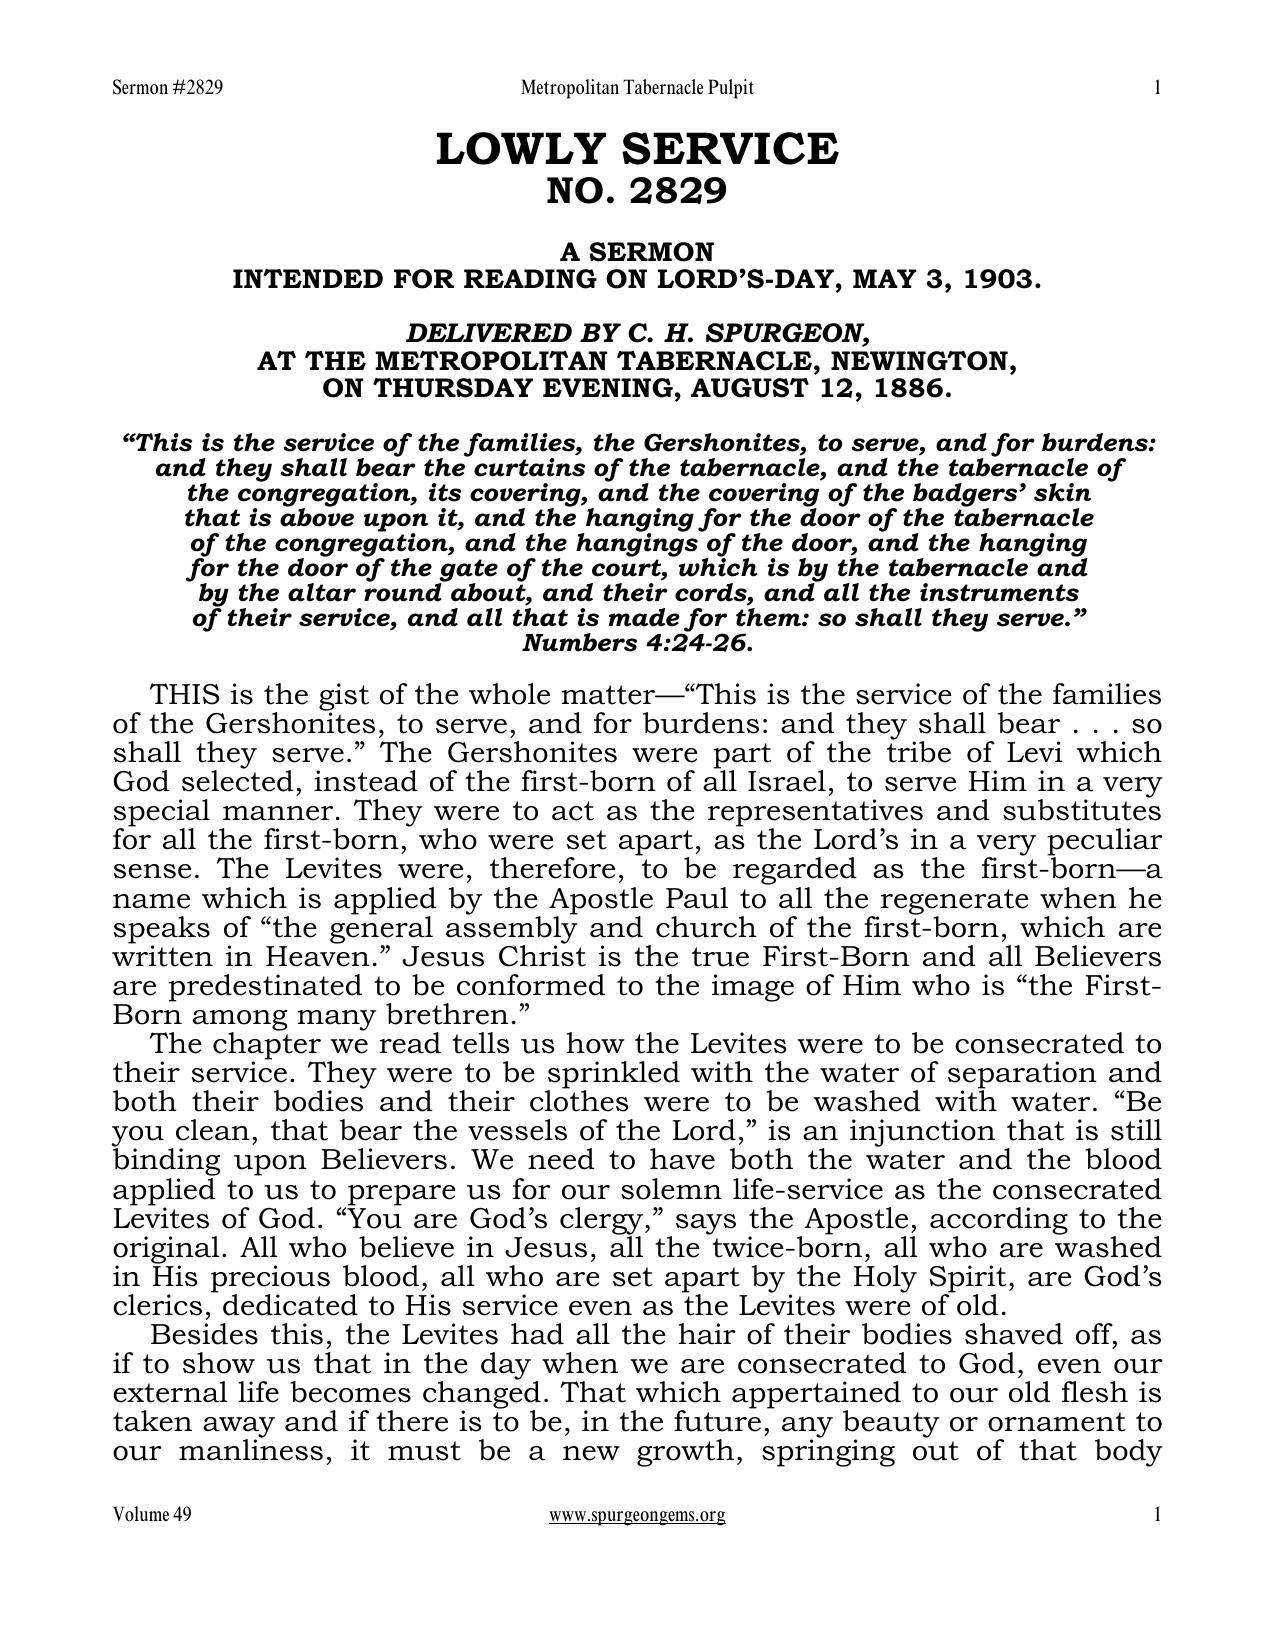 Sermon #2829 Metropolitan Tabernacle Pulpit 1
LOWLY SERVICE
NO. 2829
A SERMON
INTENDED FOR READING ON LORD’S-DAY, MAY 3, 1903.
DELIVERED BY C. H. SPURGEON,
AT THE METROPOLITAN TABERNACLE, NEWINGTON,
ON THURSDAY EVENING, AUGUST 12, 1886.
“This is the service of the families, the Gershonites, to serve, and for burdens:
and they shall bear the curtains of the tabernacle, and the tabernacle of
the congregation, its covering, and the covering of the badgers’ skin
that is above upon it, and the hanging for the door of the tabernacle
of the congregation, and the hangings of the door, and the hanging
for the door of the gate of the court, which is by the tabernacle and
by the altar round about, and their cords, and all the instruments
of their service, and all that is made for them: so shall they serve.”
Numbers 4:24-26.
THIS is the gist of the whole matter—“This is the service of the families
of the Gershonites, to serve, and for burdens: and they shall bear . . . so
shall they serve.” The Gershonites were part of the tribe of Levi which
God selected, instead of the first-born of all Israel, to serve Him in a very
special manner. They were to act as the representatives and substitutes
for all the first-born, who were set apart, as the Lord’s in a very peculiar
sense. The Levites were, therefore, to be regarded as the first-born—a
name which is applied by the Apostle Paul to all the regenerate when he
speaks of “the general assembly and church of the first-born, which are
written in Heaven.” Jesus Christ is the true First-Born and all Believers
are predestinated to be conformed to the image of Him who is “the First-
Born among many brethren.”
The chapter we read tells us how the Levites were to be consecrated to
their service. They were to be sprinkled with the water of separation and
both their bodies and their clothes were to be washed with water. “Be
you clean, that bear the vessels of the Lord,” is an injunction that is still
binding upon Believers. We need to have both the water and the blood
applied to us to prepare us for our solemn life-service as the consecrated
Levites of God. “You are God’s clergy,” says the Apostle, according to the
original. All who believe in Jesus, all the twice-born, all who are washed
in His precious blood, all who are set apart by the Holy Spirit, are God’s
clerics, dedicated to His service even as the Levites were of old.
Besides this, the Levites had all the hair of their bodies shaved off, as
if to show us that in the day when we are consecrated to God, even our
external life becomes changed. That which appertained to our old flesh is
taken away and if there is to be, in the future, any beauty or ornament to
our manliness, it must be a new growth, springing out of that body
Volume 49 www.spurgeongems.org 1